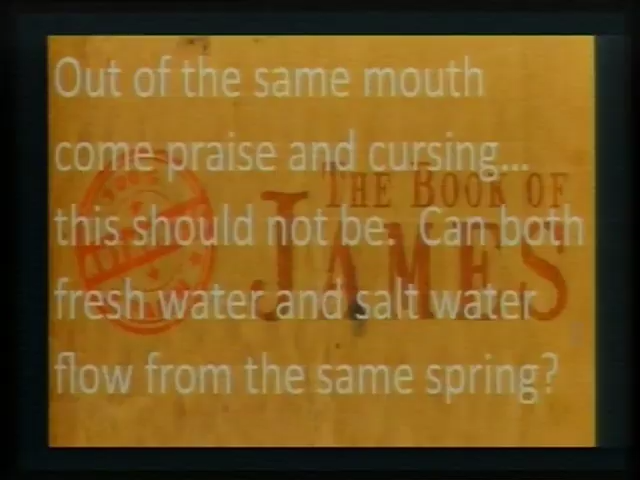 Out of the same mouth
come praise and cursing...
this should not be. Can both
fresh water and salt water
flow from the same spring?
THE BOOK OF
JAMES